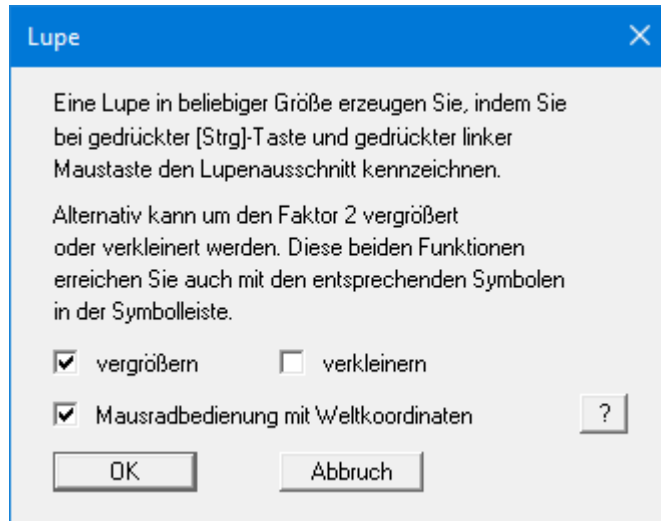 Lupe
Eine Lupe in beliebiger Größe erzeugen Sie, indem Sie
bei gedrückter [Strg]-Taste und gedrückter linker
Maustaste den Lupenausschnitt kennzeichnen.
Alternativ kann um den Faktor 2 vergrößert
oder verkleinert werden. Diese beiden Funktionen
erreichen Sie auch mit den entsprechenden Symbolen
in der Symbolleiste.
vergrößern verkleinern
Mausradbedienung mit Weltkoordinaten ?
OK Abbruch